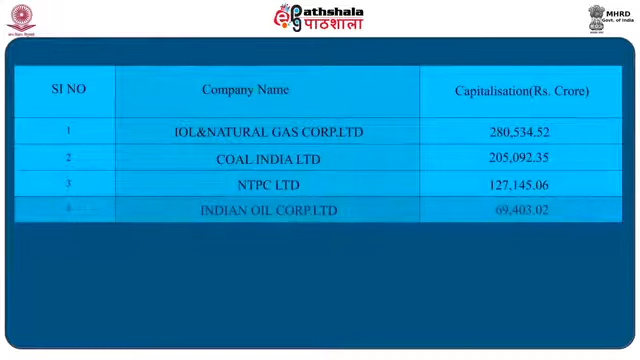 ePathshala
पाठशाला
MHRD
Govt. of India
SI NO Company Name Capitalisation(Rs. Crore)
1 IOL&NATURAL GAS CORP.LTD 280,534.52
2 COAL INDIA LTD 205,092.35
3 NTPC LTD 127,145.06
INDIAN OIL CORP.LTD 69,403.02